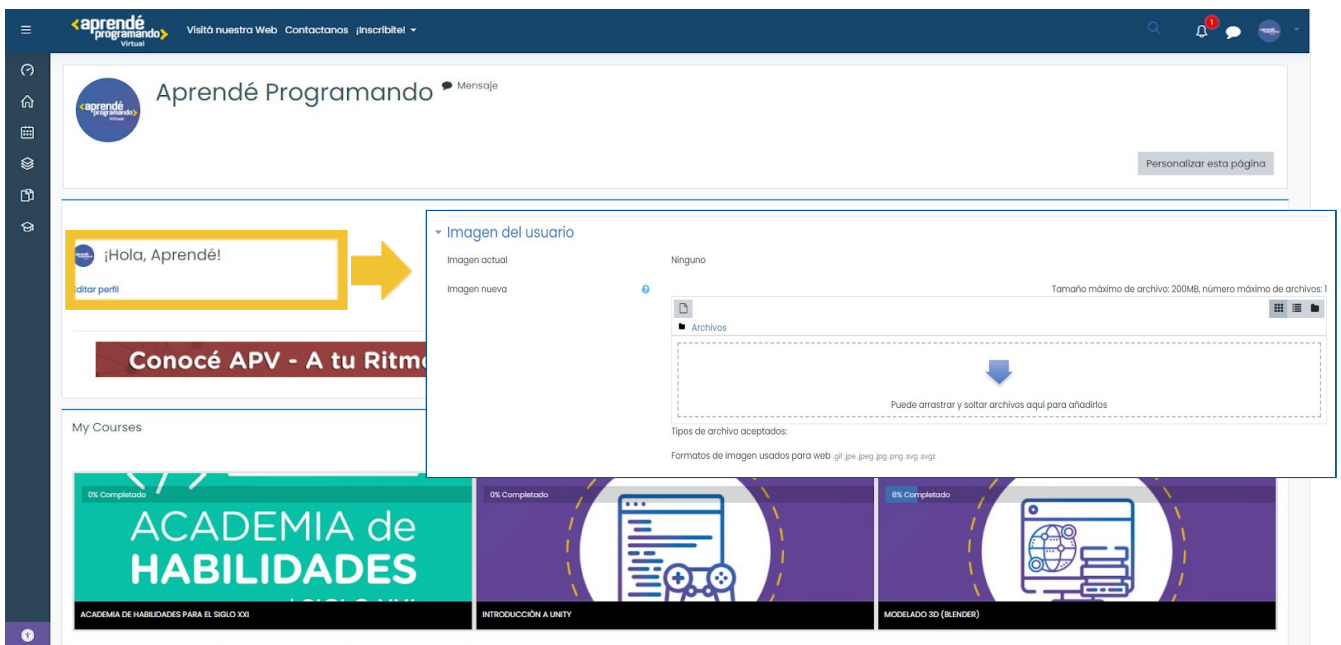 <aprendé
programando>
Virtual
Visitá nuestra Web Contactanos ¡Inscribite!
1
<aprendé
programando>
Virtual
Aprendé Programando
Mensaje
Personalizar esta página
¡Hola, Aprendé!
ditar perfil
Imagen del usuario
Imagen actual
Ninguno
Imagen nueva
Tamaño máximo de archivo: 200MB, número máximo de archivos: 1
Archivos
Puede arrastrar y soltar archivos aquí para añadirlos
Tipos de archivo aceptados:
Formatos de imagen usados para web .gif .jpe .jpeg .jpg .png .svg .svgz
Conocé APV - A tu Ritmo
My Courses
0% Completado
ACADEMIA de
HABILIDADES
ACADEMIA DE HABILIDADES PARA EL SIGLO XXI
0% Completado
INTRODUCCIÓN A UNITY
8% Completado
MODELADO 3D (BLENDER)